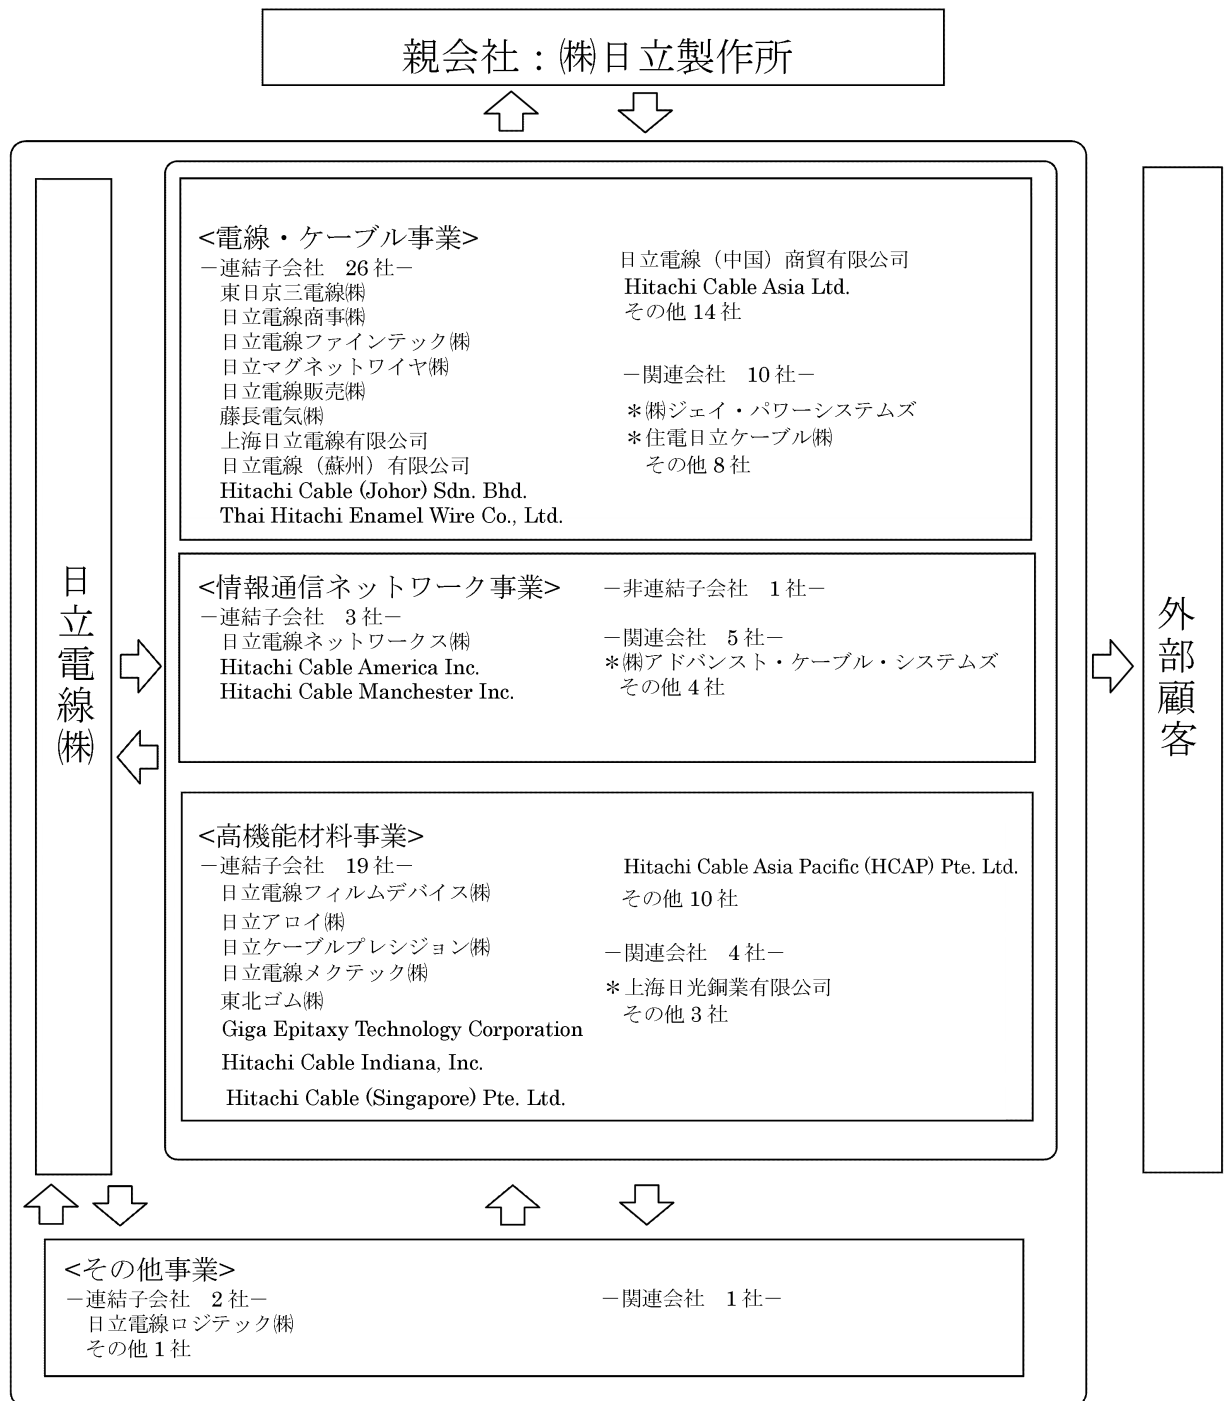 親会社：㈱日立製作所
日立電線㈱
<電線・ケーブル事業>
－連結子会社　26社－
東日京三電線㈱
日立電線商事㈱
日立電線ファインテック㈱
日立マグネットワイヤ㈱
日立電線販売㈱
藤長電気㈱
上海日立電線有限公司
日立電線（蘇州）有限公司
Hitachi Cable (Johor) Sdn. Bhd.
Thai Hitachi Enamel Wire Co., Ltd.
日立電線（中国）商貿有限公司
Hitachi Cable Asia Ltd.
その他 14社
－関連会社　10社－
＊㈱ジェイ・パワーシステムズ
＊住電日立ケーブル㈱
その他 8社
<情報通信ネットワーク事業>
－連結子会社　3社－
日立電線ネットワークス㈱
Hitachi Cable America Inc.
Hitachi Cable Manchester Inc.
－非連結子会社　1社－
－関連会社　5社－
＊㈱アドバンスト・ケーブル・システムズ
その他 4社
<高機能材料事業>
－連結子会社　19社－
日立電線フィルムデバイス㈱
日立アロイ㈱
日立ケーブルプレシジョン㈱
日立電線メクテック㈱
東北ゴム㈱
Giga Epitaxy Technology Corporation
Hitachi Cable Indiana, Inc.
Hitachi Cable (Singapore) Pte. Ltd.
Hitachi Cable Asia Pacific (HCAP) Pte. Ltd.
その他 10社
－関連会社　4社－
＊上海日光銅業有限公司
その他 3社
外部顧客
<その他事業>
－連結子会社　2社－
日立電線ロジテック㈱
その他 1社
－関連会社　1社－